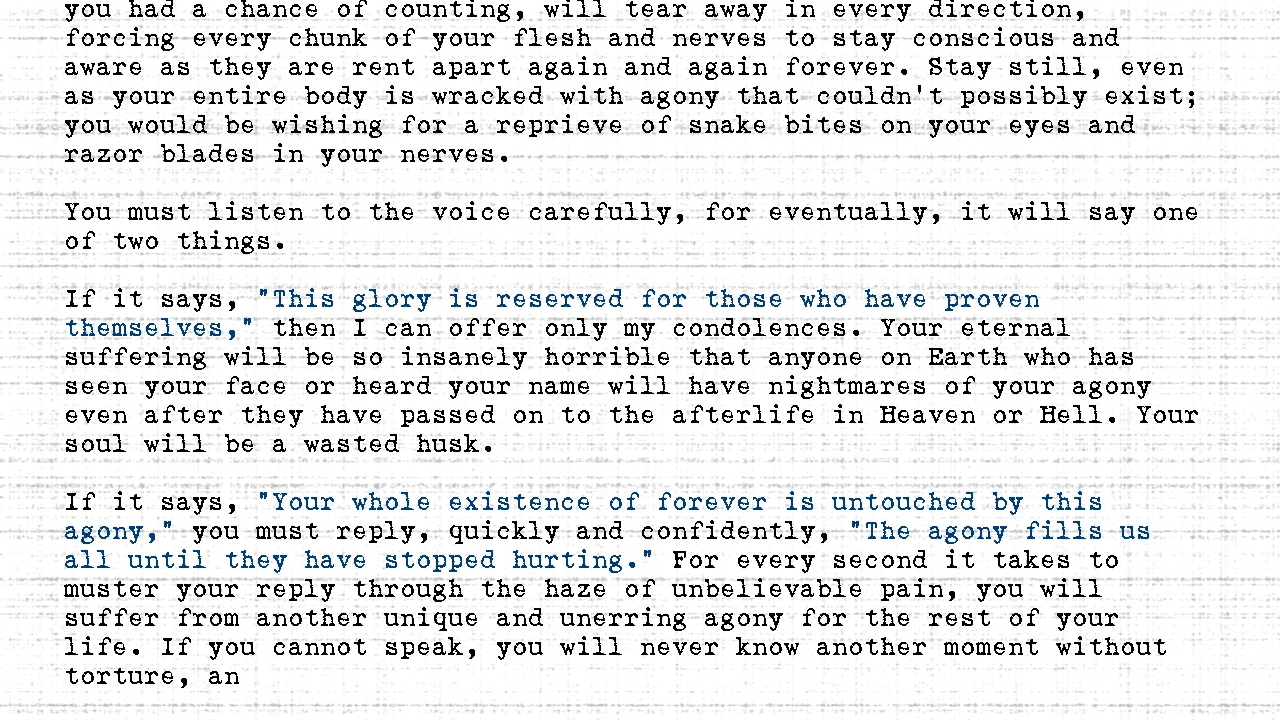 you had a chance of counting, will tear away in every direction,
forcing every chunk of your flesh and nerves to stay conscious and
aware as they are rent apart again and again forever. Stay still, even
as your entire body is wracked with agony that couldn't possibly exist;
you would be wishing for a reprieve of snake bites on your eyes and
razor blades in your nerves.
You must listen to the voice carefully, for eventually, it will say one
of two things.
If it says, "This glory is reserved for those who have proven
themselves," then I can offer only my condolences. Your eternal
suffering will be so insanely horrible that anyone on Earth who has
seen your face or heard your name will have nightmares of your agony
even after they have passed on to the afterlife in Heaven or Hell. Your
soul will be a wasted husk.
If it says, "Your whole existence of forever is untouched by this
agony," you must reply, quickly and confidently, "The agony fills us
all until they have stopped hurting." For every second it takes to
muster your reply through the haze of unbelievable pain, you will
suffer from another unique and unerring agony for the rest of your
life. If you cannot speak, you will never know another moment without
torture, an